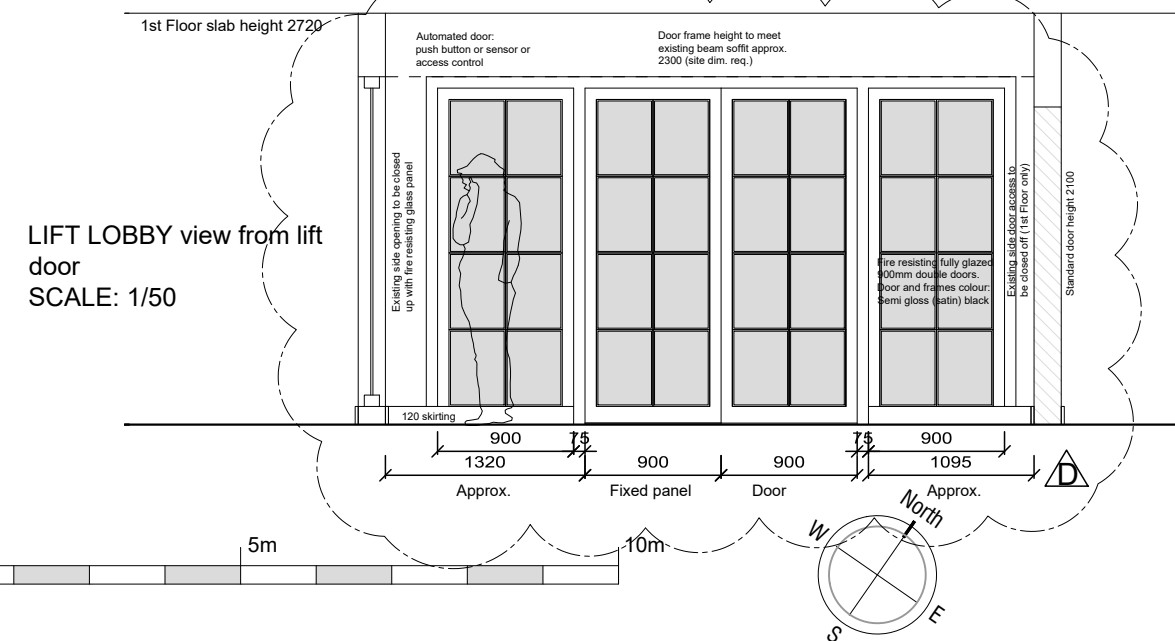 1st Floor slab height 2720
Automated door:
push button or sensor or
access control
Door frame height to meet
existing beam soffit approx.
2300 (site dim. req.)
LIFT LOBBY view from lift
door
SCALE: 1/50
Existing side opening to be closed
up with fire resisting glass panel
Fire resisting fully glazed
900mm double doors.
Door and frames colour:
Semi gloss (satin) black
Existing side door access to
be closed off (1st Floor only)
Standard door height 2100
120 skirting
900
75
75
900
1320
900
900
1095
Approx.
Fixed panel
Door
Approx.
D
5m
10m
North
W
E
S